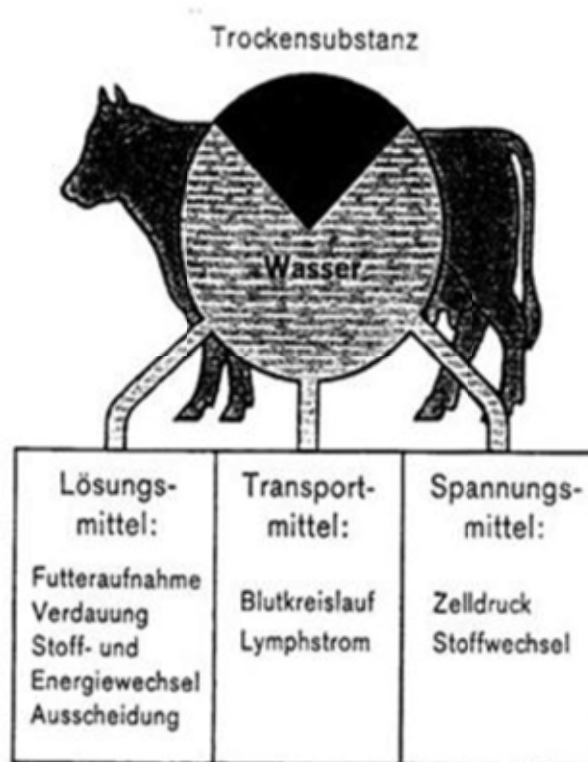 Trockensubstanz
Wasser
Lösungs-
mittel:
Futteraufnahme
Verdauung
Stoff- und
Energiewechsel
Ausscheidung
Transport-
mittel:
Blutkreislauf
Lymphstrom
Spannungs-
mittel:
Zelldruck
Stoffwechsel